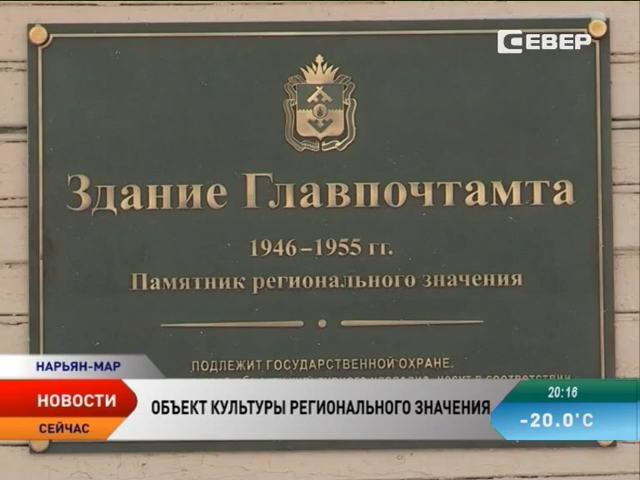 СЕВЕР
Здание Главпочтамта
1946–1955 гг.
Памятник регионального значения
ПОДЛЕЖИТ ГОСУДАРСТВЕННОЙ ОХРАНЕ.
НАРЬЯН-МАР
НОВОСТИ
СЕЙЧАС
ОБЪЕКТ КУЛЬТУРЫ РЕГИОНАЛЬНОГО ЗНАЧЕНИЯ
20:16
-20.0°C